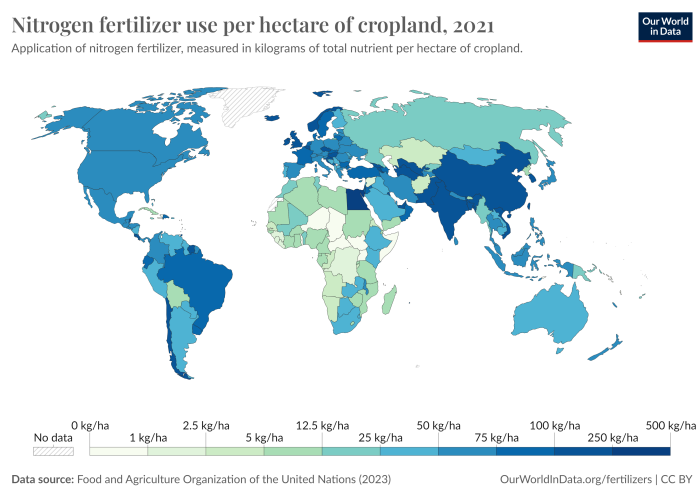 Nitrogen fertilizer use per hectare of cropland, 2021
Our World
in Data
Application of nitrogen fertilizer, measured in kilograms of total nutrient per hectare of cropland.
0 kg/ha 2.5 kg/ha 12.5 kg/ha 50 kg/ha 100 kg/ha 500 kg/ha
No data 1 kg/ha 5 kg/ha 25 kg/ha 75 kg/ha 250 kg/ha
Data source: Food and Agriculture Organization of the United Nations (2023) OurWorldInData.org/fertilizers | CC BY